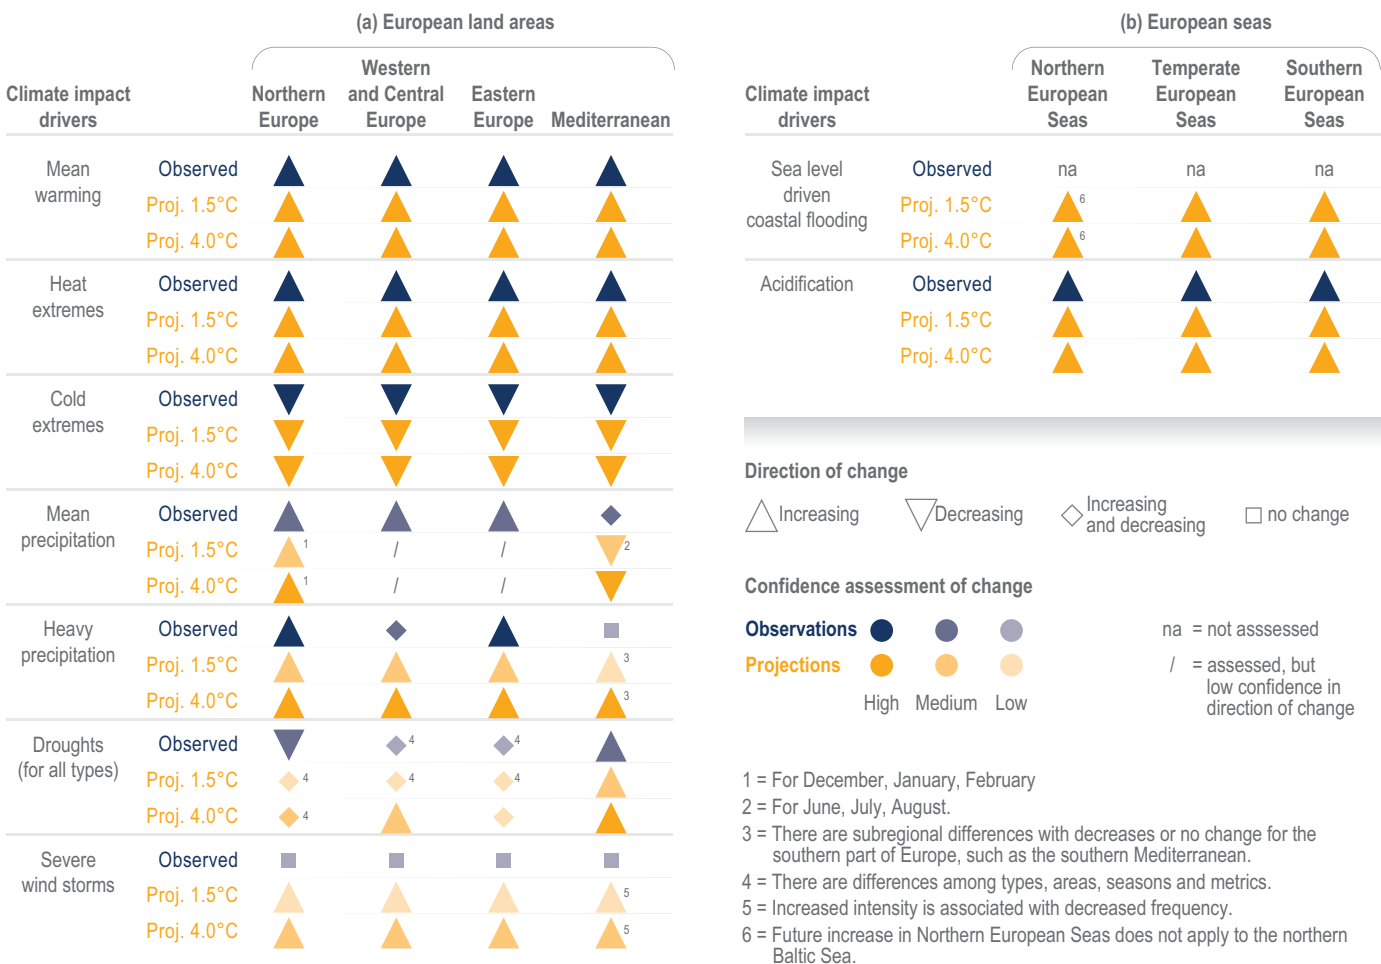 (a) European land areas
Climate impact
drivers
Northern
Europe
Western
and Central
Europe
Eastern
Europe
Mediterranean
Mean
warming
Observed
Proj. 1.5°C
Proj. 4.0°C
Heat
extremes
Observed
Proj. 1.5°C
Proj. 4.0°C
Cold
extremes
Observed
Proj. 1.5°C
Proj. 4.0°C
Mean
precipitation
Observed
Proj. 1.5°C 1 / / 2
Proj. 4.0°C 1 / /
Heavy
precipitation
Observed
Proj. 1.5°C 3
Proj. 4.0°C 3
Droughts
(for all types)
Observed 4 4
Proj. 1.5°C 4 4 4
Proj. 4.0°C 4
Severe
wind storms
Observed
Proj. 1.5°C 5
Proj. 4.0°C 5
(b) European seas
Climate impact
drivers
Northern
European
Seas
Temperate
European
Seas
Southern
European
Seas
Sea level
driven
coastal flooding
Observed na na na
Proj. 1.5°C 6
Proj. 4.0°C 6
Acidification
Observed
Proj. 1.5°C
Proj. 4.0°C
Direction of change
Increasing
Decreasing
Increasing
and decreasing
no change
Confidence assessment of change
Observations
Projections
High Medium Low
na = not asssessed
/ = assessed, but
low confidence in
direction of change
1 = For December, January, February
2 = For June, July, August.
3 = There are subregional differences with decreases or no change for the
southern part of Europe, such as the southern Mediterranean.
4 = There are differences among types, areas, seasons and metrics.
5 = Increased intensity is associated with decreased frequency.
6 = Future increase in Northern European Seas does not apply to the northern
Baltic Sea.